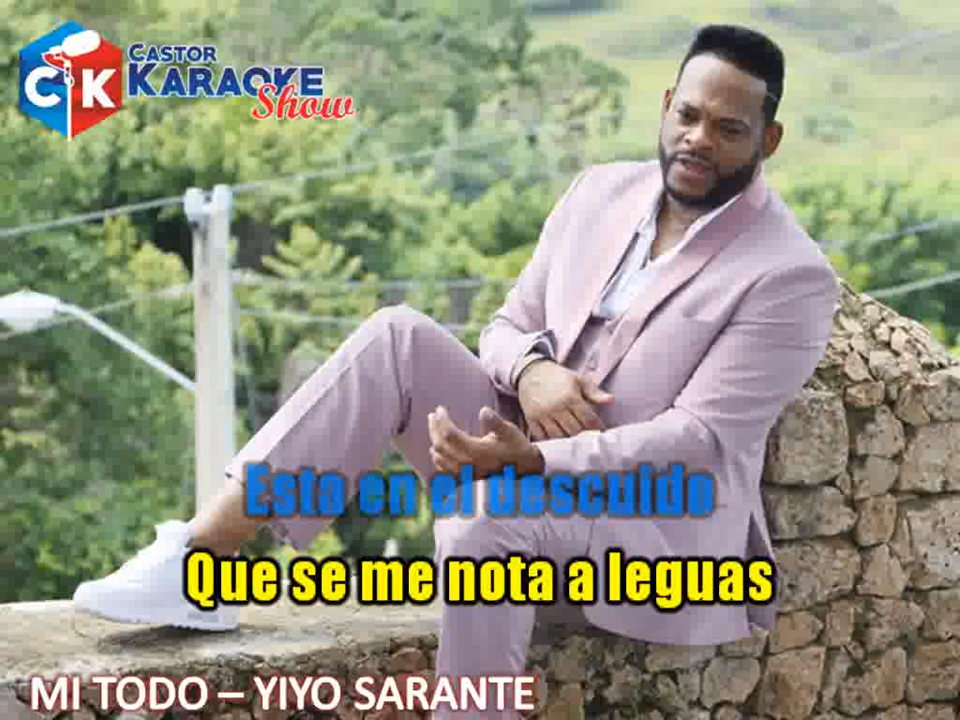 CK
CASTOR
KARAOKE
Show
Esta en el descuido
Que se me nota a leguas
MI TODO – YIYO SARANTE